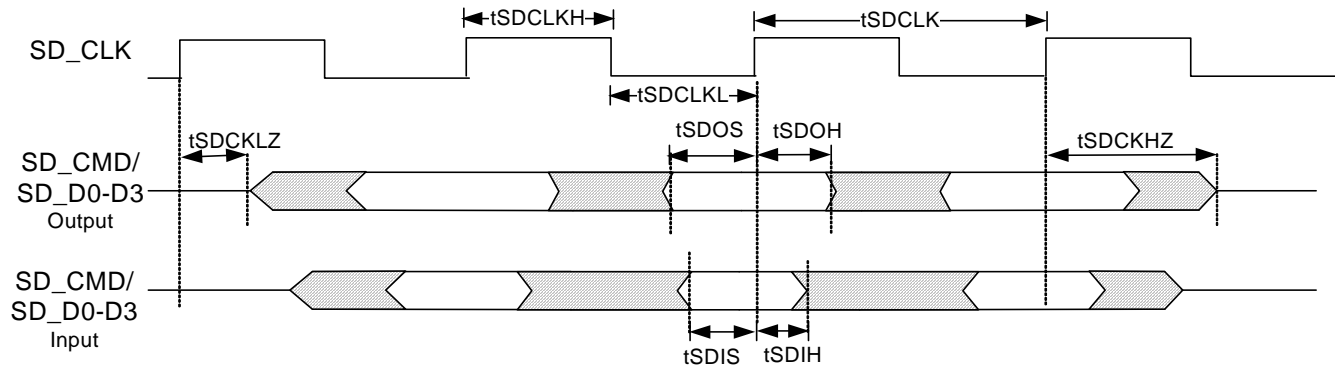 tSDCLKH
tSDCLK
SD_CLK
tSDCLKL
tSDCKLZ
tSDOS
tSDOH
tSDCKHZ
SD_CMD/
SD_D0-D3
Output
SD_CMD/
SD_D0-D3
Input
tSDIS
tSDIH